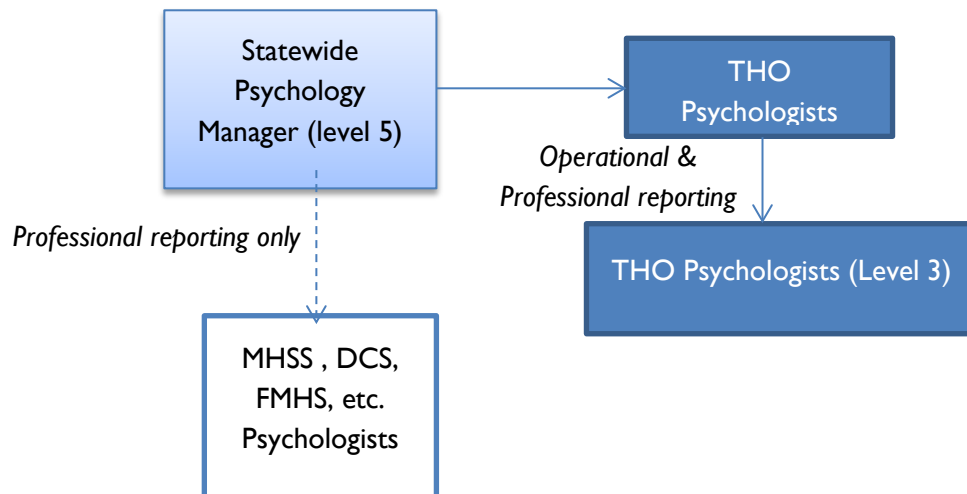 Statewide
Psychology
Manager (level 5)
THO
Psychologists
Operational &
Professional reporting
Professional reporting only
THO Psychologists (Level 3)
MHSS , DCS,
FMHS, etc.
Psychologists